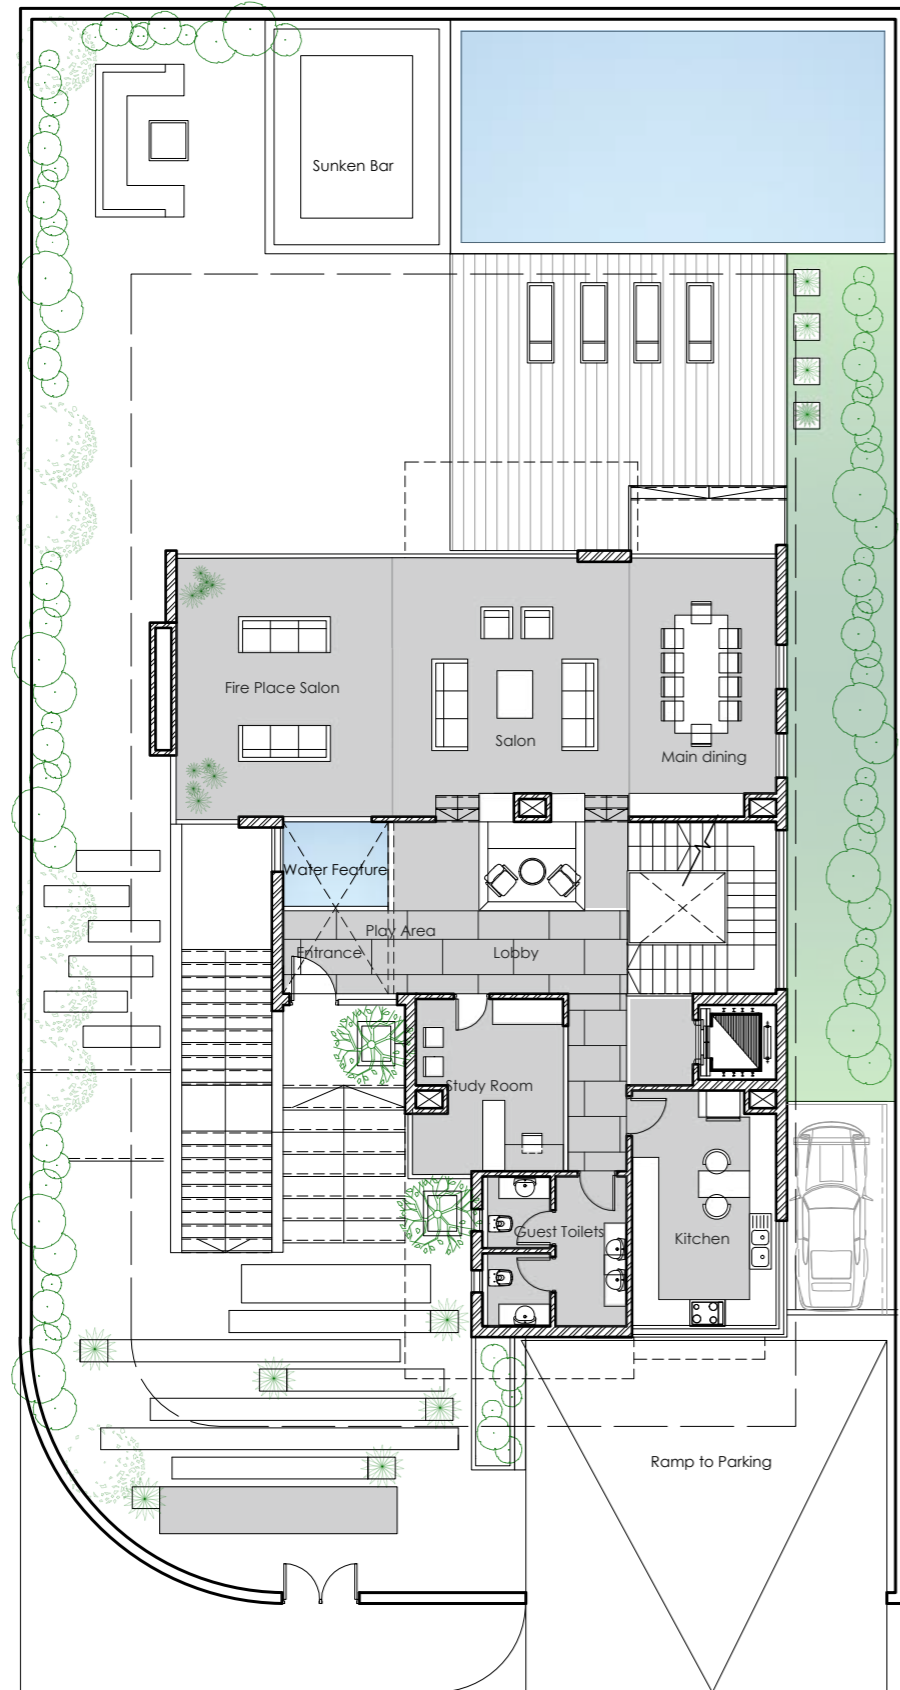 Sunken Bar
Fire Place Salon
Salon
Main dining
Water Feature
Play Area
Entrance
Lobby
Study Room
Guest Toilets
Kitchen
Ramp to Parking